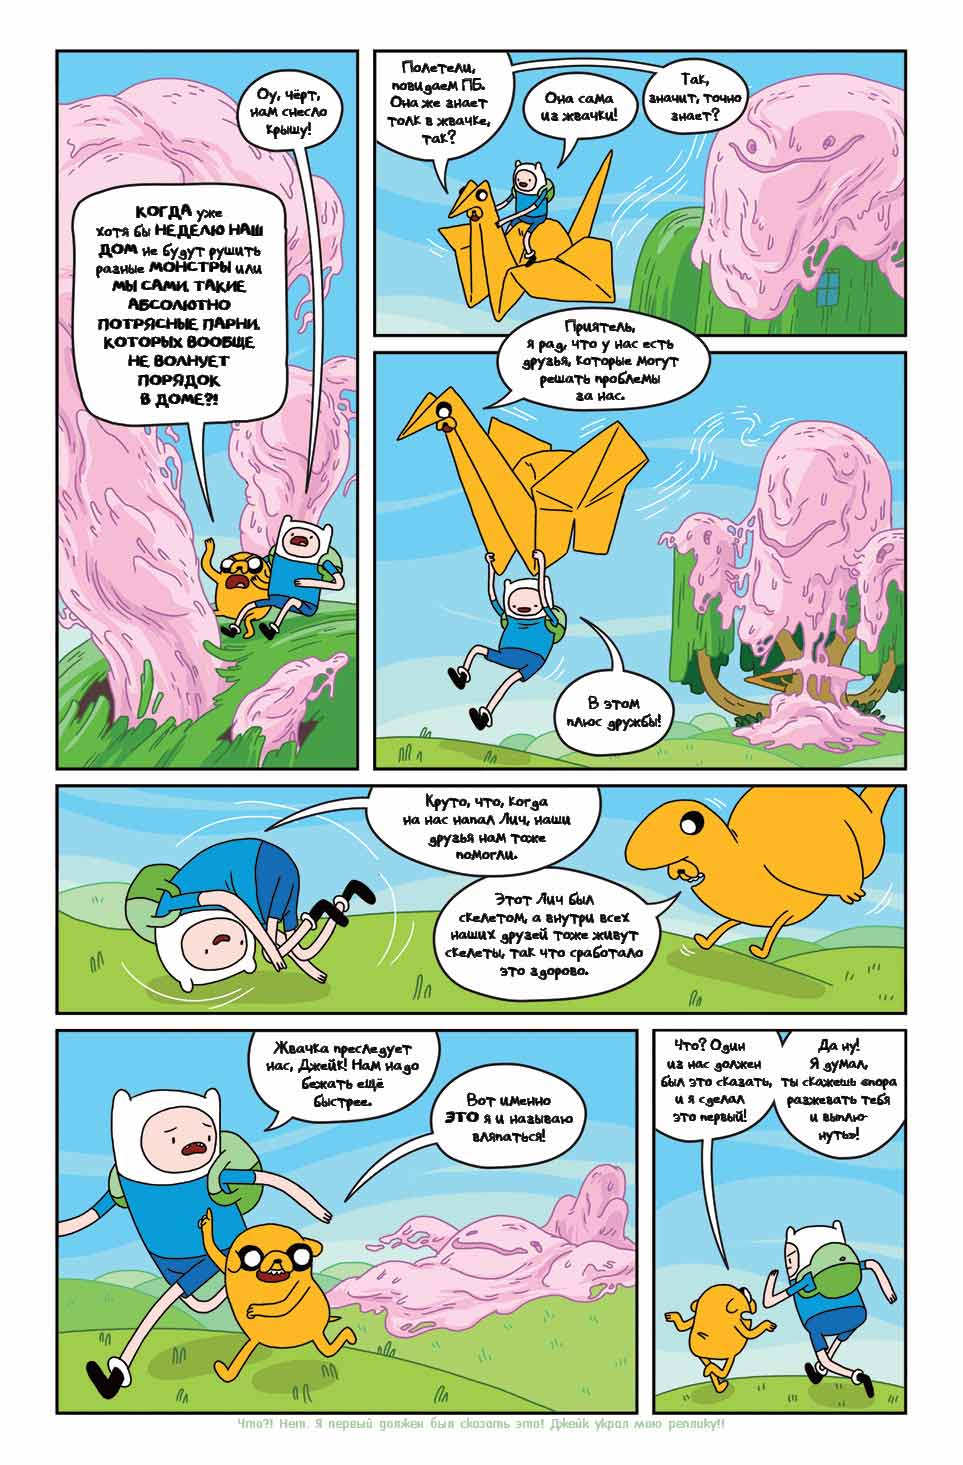 Оу, чёрт,
нам снесло
крышу!
КОГДА уже
хотя бы НЕДЕЛЮ НАШ
ДОМ не будут рушить
разные МОНСТРЫ или
МЫ САМИ, ТАКИЕ
АБСОЛЮТНО
ПОТРЯСНЫЕ ПАРНИ,
КОТОРЫХ ВООБЩЕ
НЕ ВОЛНУЕТ
ПОРЯДОК
В ДОМЕ?!
Полетели,
повидаем ПБ.
Она же знает
толк в жвачке,
так?
Она сама
из жвачки!
Так,
значит, точно
знает?
Приятель,
я рад, что у нас есть
друзья, которые могут
решать проблемы
за нас.
В этом
плюс дружбы!
Круто, что, когда
на нас напал Лич, наши
друзья нам тоже
помогли.
Этот Лич был
скелетом, а внутри всех
наших друзей тоже живут
скелеты, так что сработало
это здорово.
Жвачка преследует
нас, Джейк! Нам надо
бежать ещё
быстрее.
Вот именно
ЭТО я и называю
вляпаться!
Что? Один
из нас должен
был это сказать,
и я сделал
это первый!
Да ну!
Я думал,
ты скажешь «пора
разжевать тебя
и выплю-
нуть»!
Что?! Нет. Я первый должен был сказать это! Джейк украл мою реплику!!